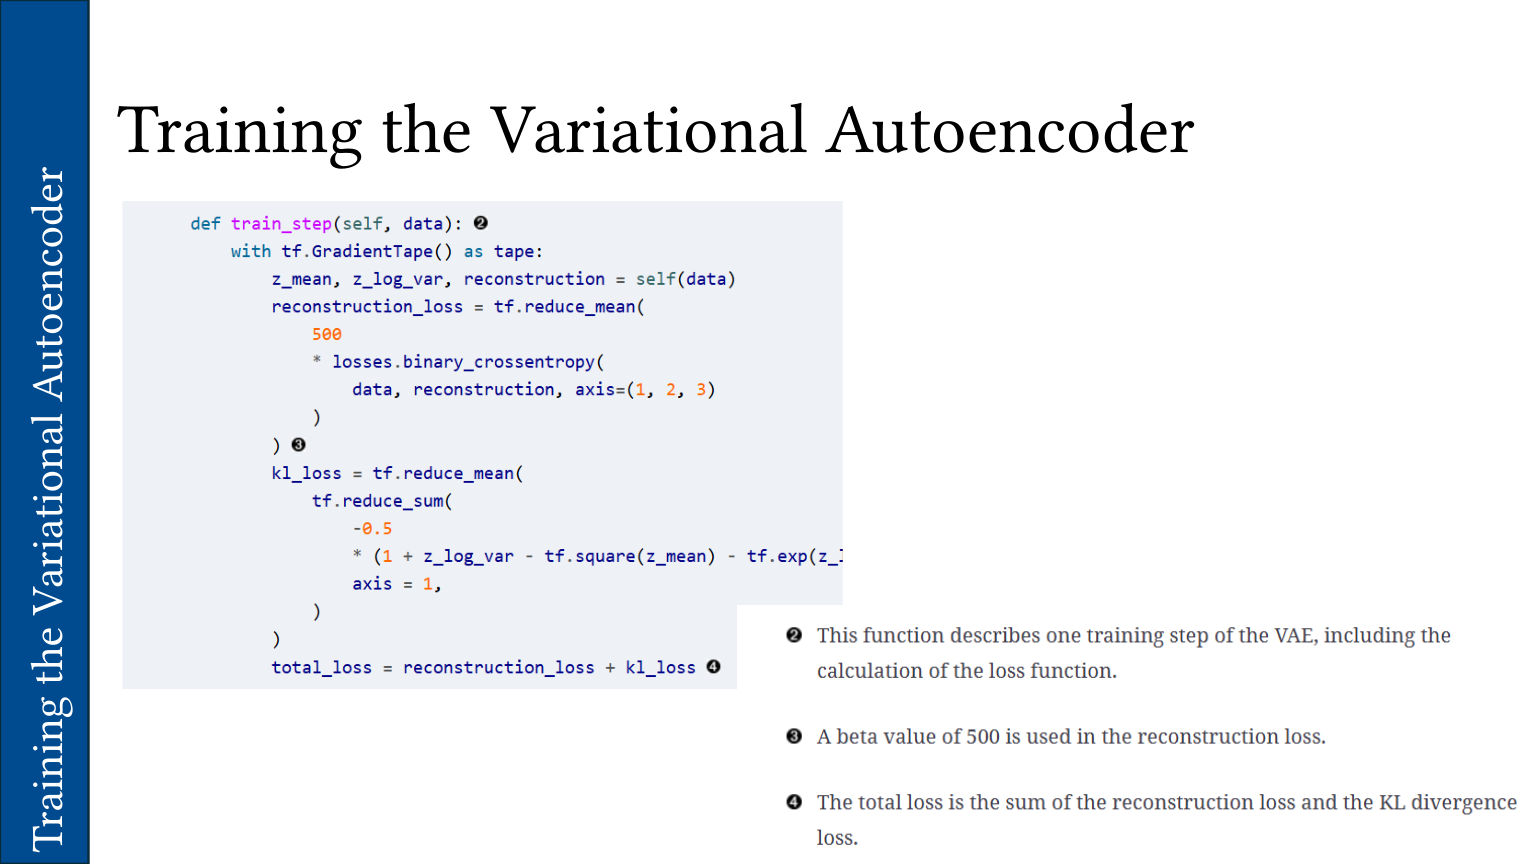 Training the Variational Autoencoder
Training the Variational Autoencoder
def train_step(self, data): ❷
with tf.GradientTape() as tape:
z_mean, z_log_var, reconstruction = self(data)
reconstruction_loss = tf.reduce_mean(
500
* losses.binary_crossentropy(
data, reconstruction, axis=(1, 2, 3)
)
) ❸
kl_loss = tf.reduce_mean(
tf.reduce_sum(
-0.5
* (1 + z_log_var - tf.square(z_mean) - tf.exp(z_l
axis = 1,
)
)
total_loss = reconstruction_loss + kl_loss ❹
❷ This function describes one training step of the VAE, including the
calculation of the loss function.
❸ A beta value of 500 is used in the reconstruction loss.
❹ The total loss is the sum of the reconstruction loss and the KL divergence
loss.